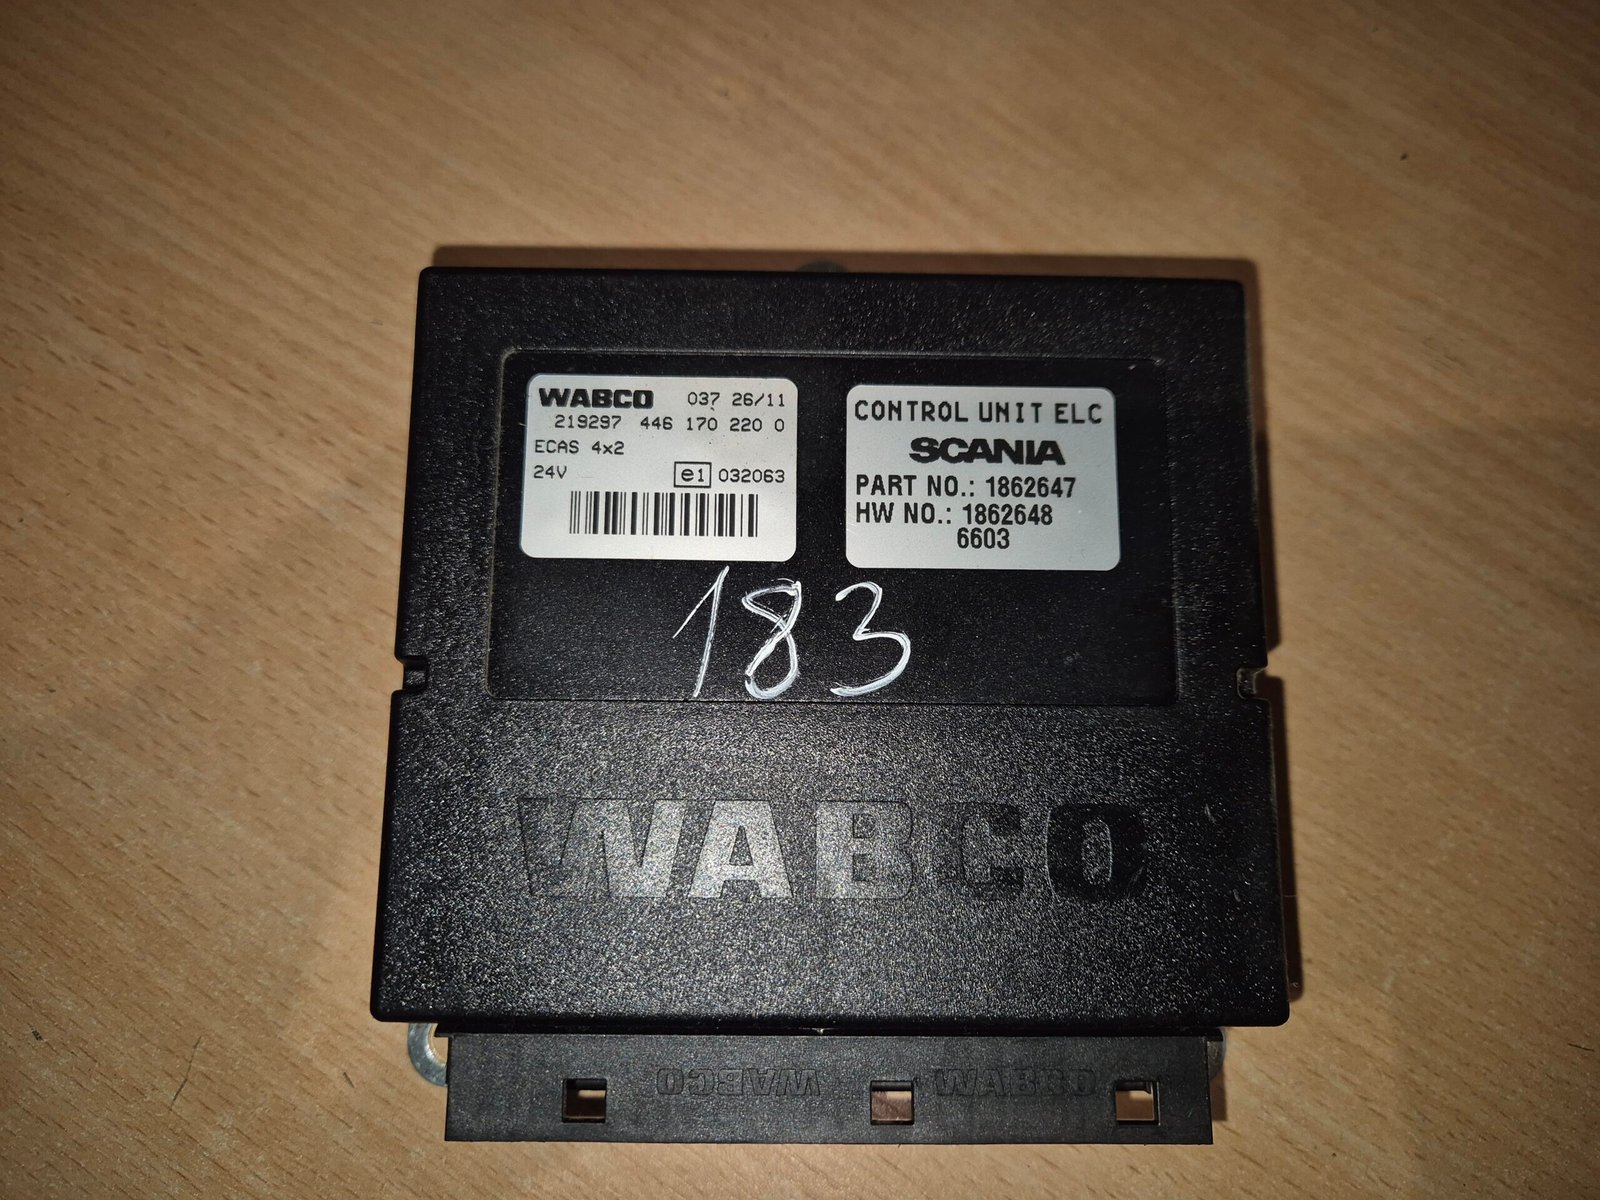 WABCO 037 26/11
219297 446 170 220 0
ECAS 4x2
24V e1 032063
CONTROL UNIT ELC
SCANIA
PART NO.: 1862647
HW NO.: 1862648
6603
183
WABCO
WABCO WABCO